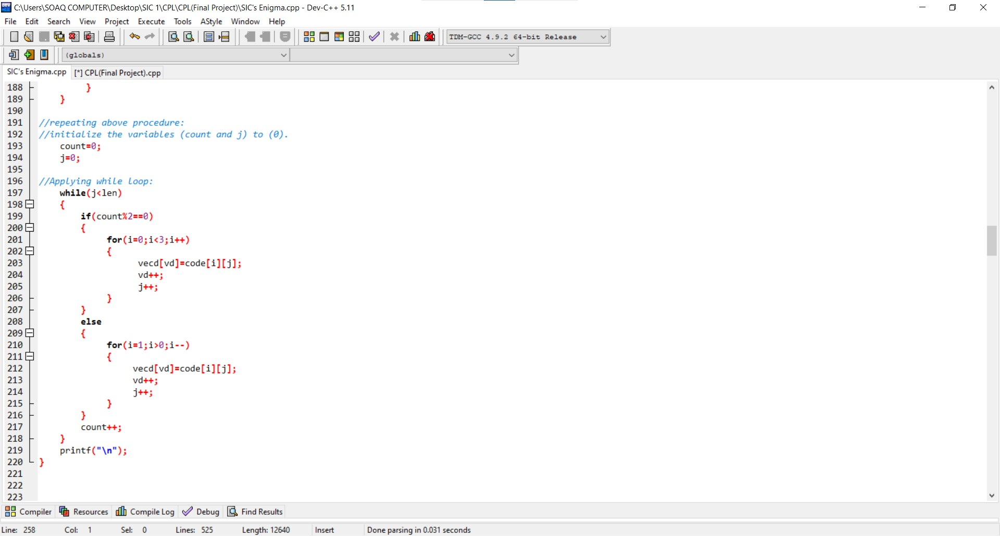 C:\Users\SOAQ COMPUTER\Desktop\SIC 1\CPL\CPL(Final Project)\SIC's Enigma.cpp - Dev-C++ 5.11
File Edit Search View Project Execute Tools AStyle Window Help
TDM-GCC 4.9.2 64-bit Release
(globals)
SIC's Enigma.cpp [*] CPL(Final Project).cpp
188 }
189 }
190
191 //repeating above procedure:
192 //initialize the variables (count and j) to (0).
193 count=0;
194 j=0;
195
196 //Applying while loop:
197 while(j<len)
198 {
199 if(count%2==0)
200 {
201 for(i=0;i<3;i++)
202 {
203 vecd[vd]=code[i][j];
204 vd++;
205 j++;
206 }
207 }
208 else
209 {
210 for(i=1;i>0;i--)
211 {
212 vecd[vd]=code[i][j];
213 vd++;
214 j++;
215 }
216 }
217 count++;
218 }
219 printf("\n");
220 }
221
222
223
Compiler Resources Compile Log Debug Find Results
Line: 258 Col: 1 Sel: 0 Lines: 525 Length: 12640 Insert Done parsing in 0.031 seconds